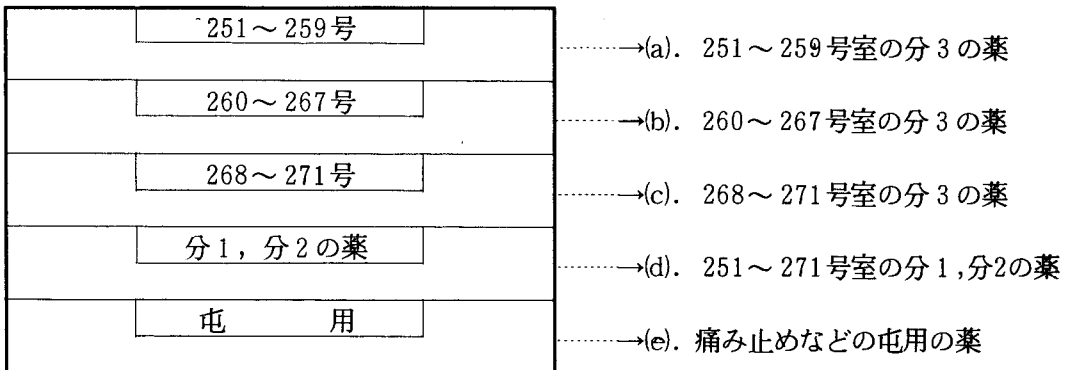 251～259号
→(a). 251～259号室の分3の薬
260～267号
→(b). 260～267号室の分3の薬
268～271号
→(c). 268～271号室の分3の薬
分1, 分2の薬
→(d). 251～271号室の分1,分2の薬
屯用
→(e). 痛み止めなどの屯用の薬